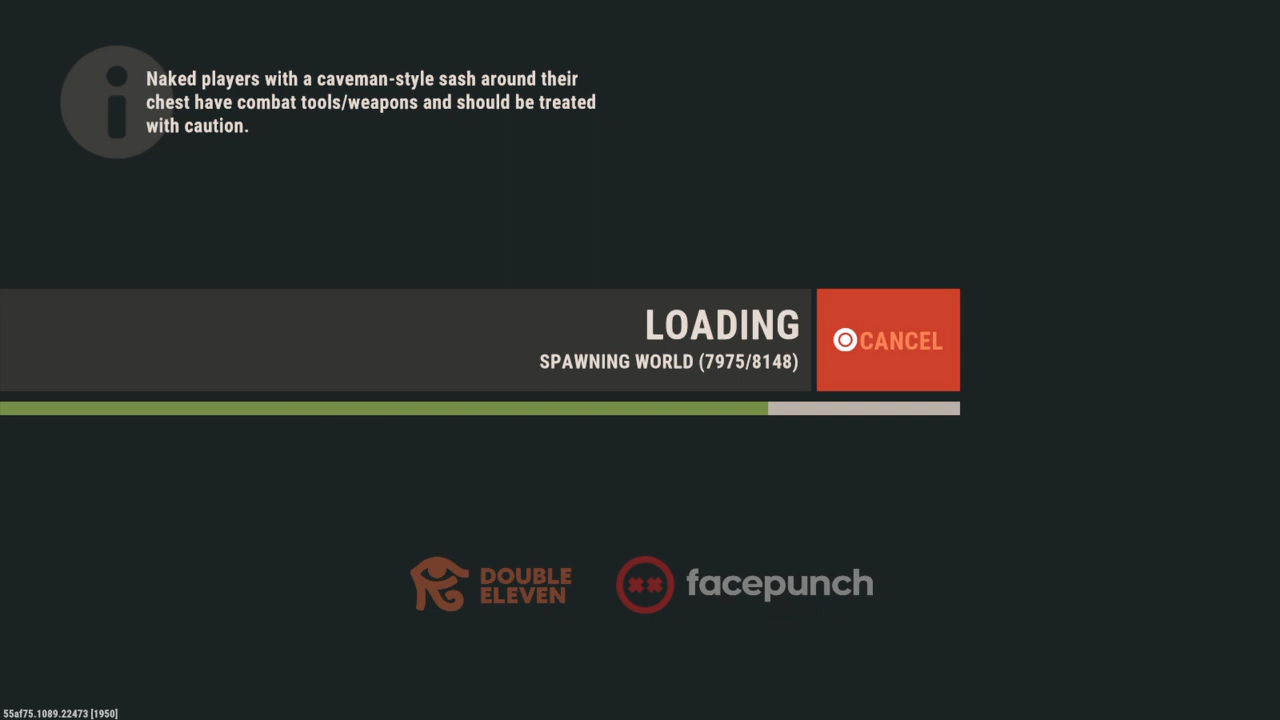 Naked players with a caveman-style sash around their
chest have combat tools/weapons and should be treated
with caution.
LOADING
SPAWNING WORLD (7975/8148)
CANCEL
DOUBLE
ELEVEN
facepunch
55af75.1089.22473 [1950]